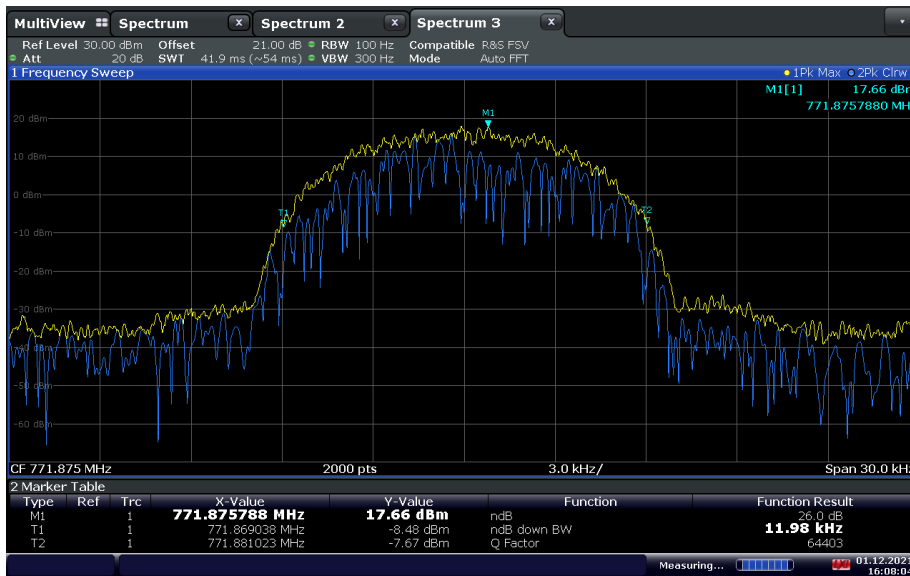 MultiView Spectrum x Spectrum 2 x Spectrum 3 x
Ref Level 30.00 dBm Offset 21.00 dB RBW 100 Hz Compatible R&S FSV
Att 20 dB SWT 41.9 ms (~54 ms) VBW 300 Hz Mode Auto FFT
1 Frequency Sweep 1Pk Max 2Pk Clrw
M1[1] 17.66 dBm
771.8757880 MH
M1
20 dBm
10 dBm
0 dBm
T1 T2
-10 dBm
-20 dBm
-30 dBm
-40 dBm
-50 dBm
-60 dBm
CF 771.875 MHz 2000 pts 3.0 kHz/ Span 30.0 kHz
2 Marker Table
Type Ref Trc X-Value Y-Value Function Function Result
M1 1 771.875788 MHz 17.66 dBm ndB 26.0 dB
T1 1 771.869038 MHz -8.48 dBm ndB down BW 11.98 kHz
T2 1 771.881023 MHz -7.67 dBm Q Factor 64403
Measuring... 01.12.2021
16:08:04